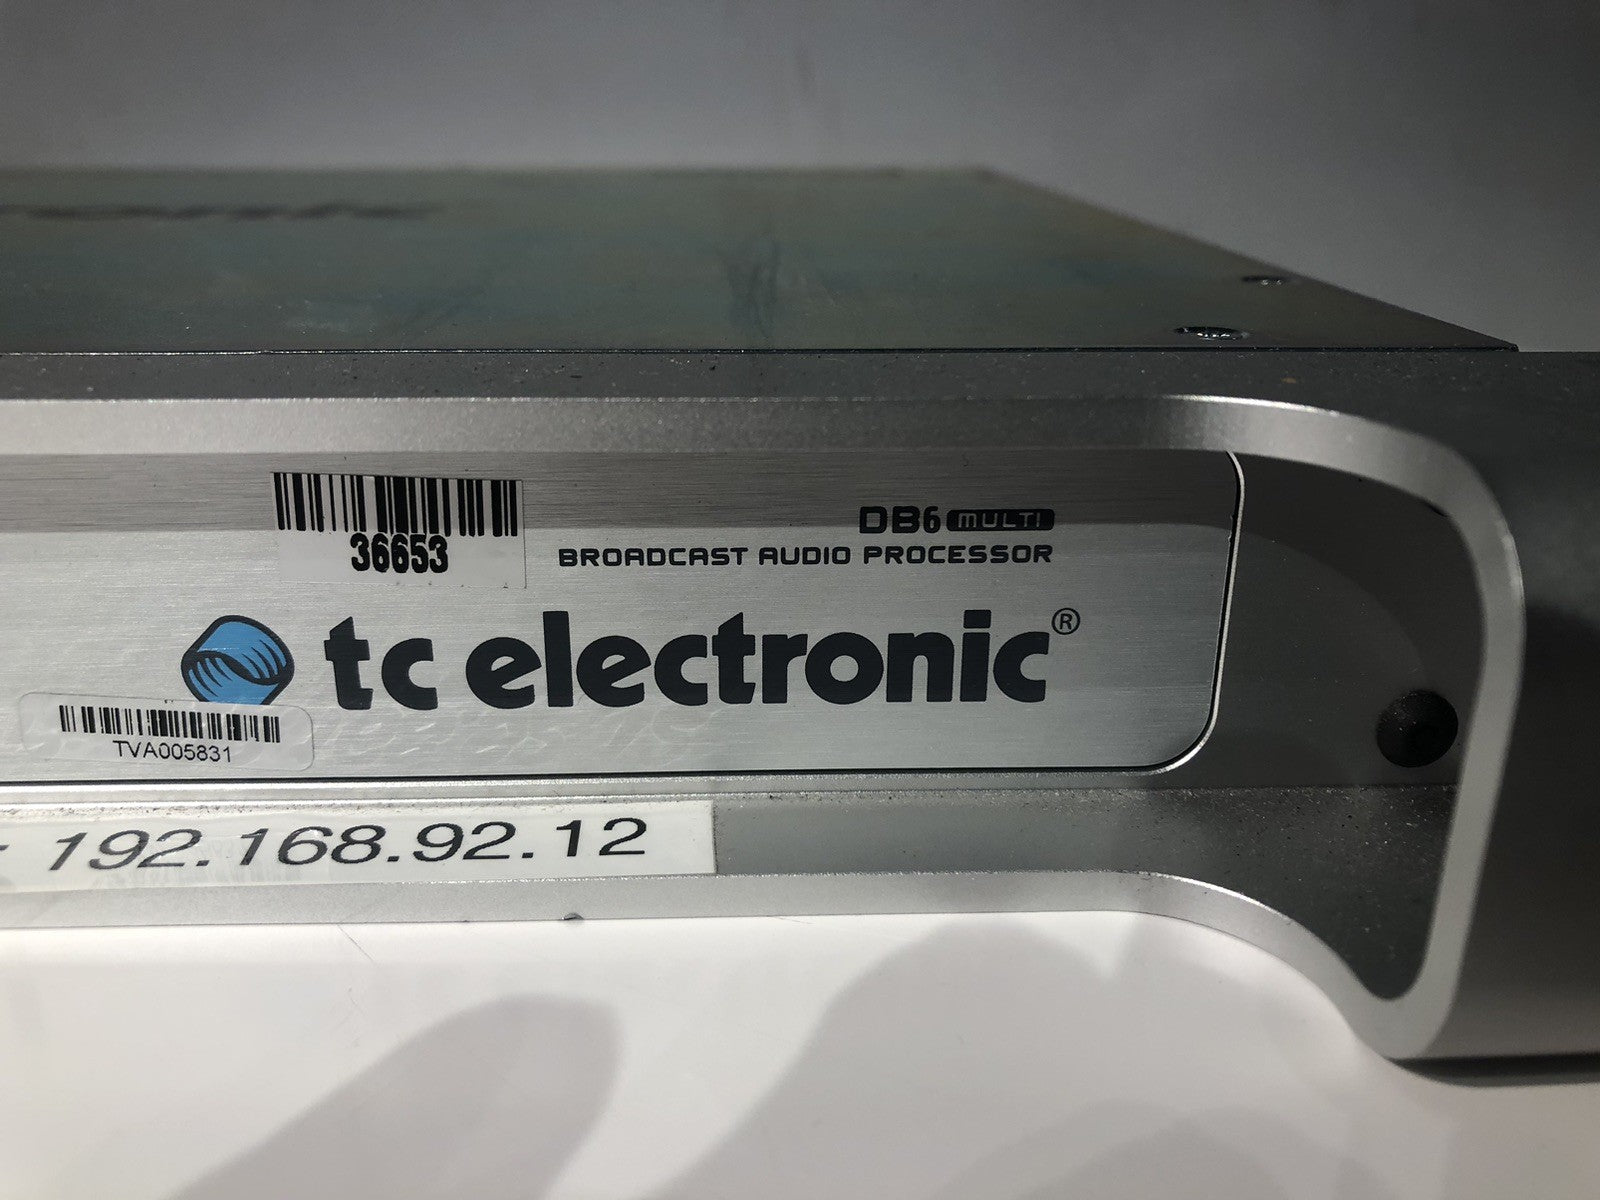 36653
DB6 MULTI
BROADCAST AUDIO PROCESSOR
tc electronic®
TVA005831
192.168.92.12